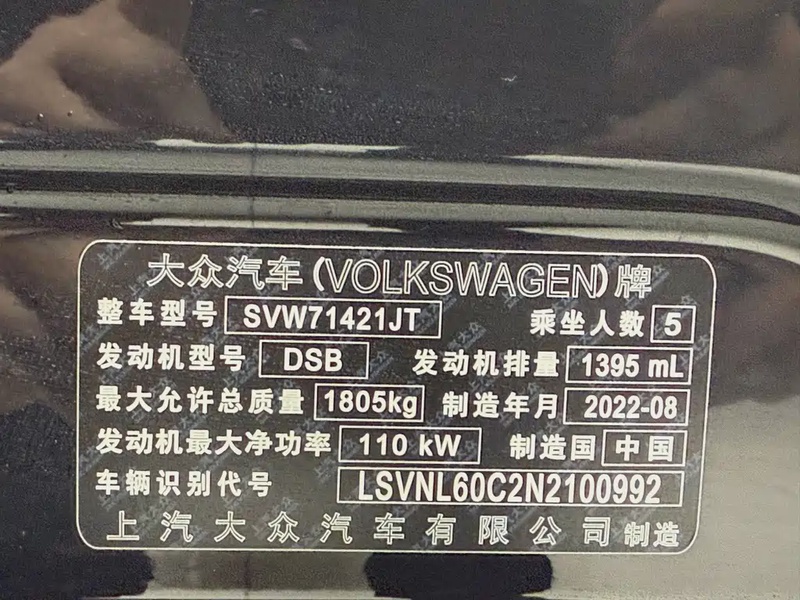 大众汽车(VOLKSWAGEN)牌
整车型号 SVW71421JT 乘坐人数 5
发动机型号 DSB 发动机排量 1395 mL
最大允许总质量 1805kg 制造年月 2022-08
发动机最大净功率 110 kW 制造国 中国
车辆识别代号 LSVNL60C2N2100992
上汽大众汽车有限公司 制造